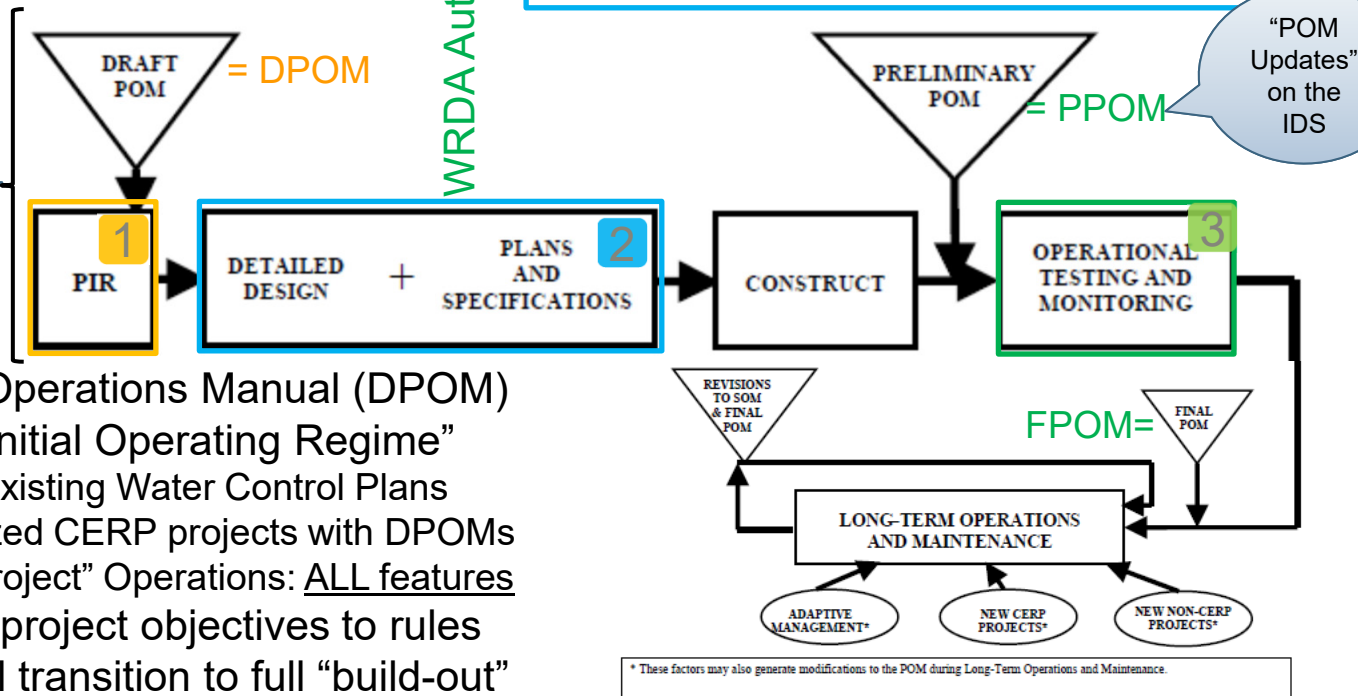 DRAFT
POM
= DPOM
WRDA Aut
PRELIMINARY
POM
= PPOM
“POM
Updates”
on the
IDS
1
PIR
DETAILED
DESIGN
+
PLANS
AND
SPECIFICATIONS
2
CONSTRUCT
3
OPERATIONAL
TESTING AND
MONITORING
Operations Manual (DPOM)
nitial Operating Regime”
xisting Water Control Plans
zed CERP projects with DPOMs
roject” Operations: ALL features
project objectives to rules
l transition to full “build-out”
REVISIONS
TO SOM
& FINAL
POM
FPOM=
FINAL
POM
LONG-TERM OPERATIONS
AND MAINTENANCE
ADAPTIVE
MANAGEMENT*
NEW CERP
PROJECTS*
NEW NON-CERP
PROJECTS*
* These factors may also generate modifications to the POM during Long-Term Operations and Maintenance.